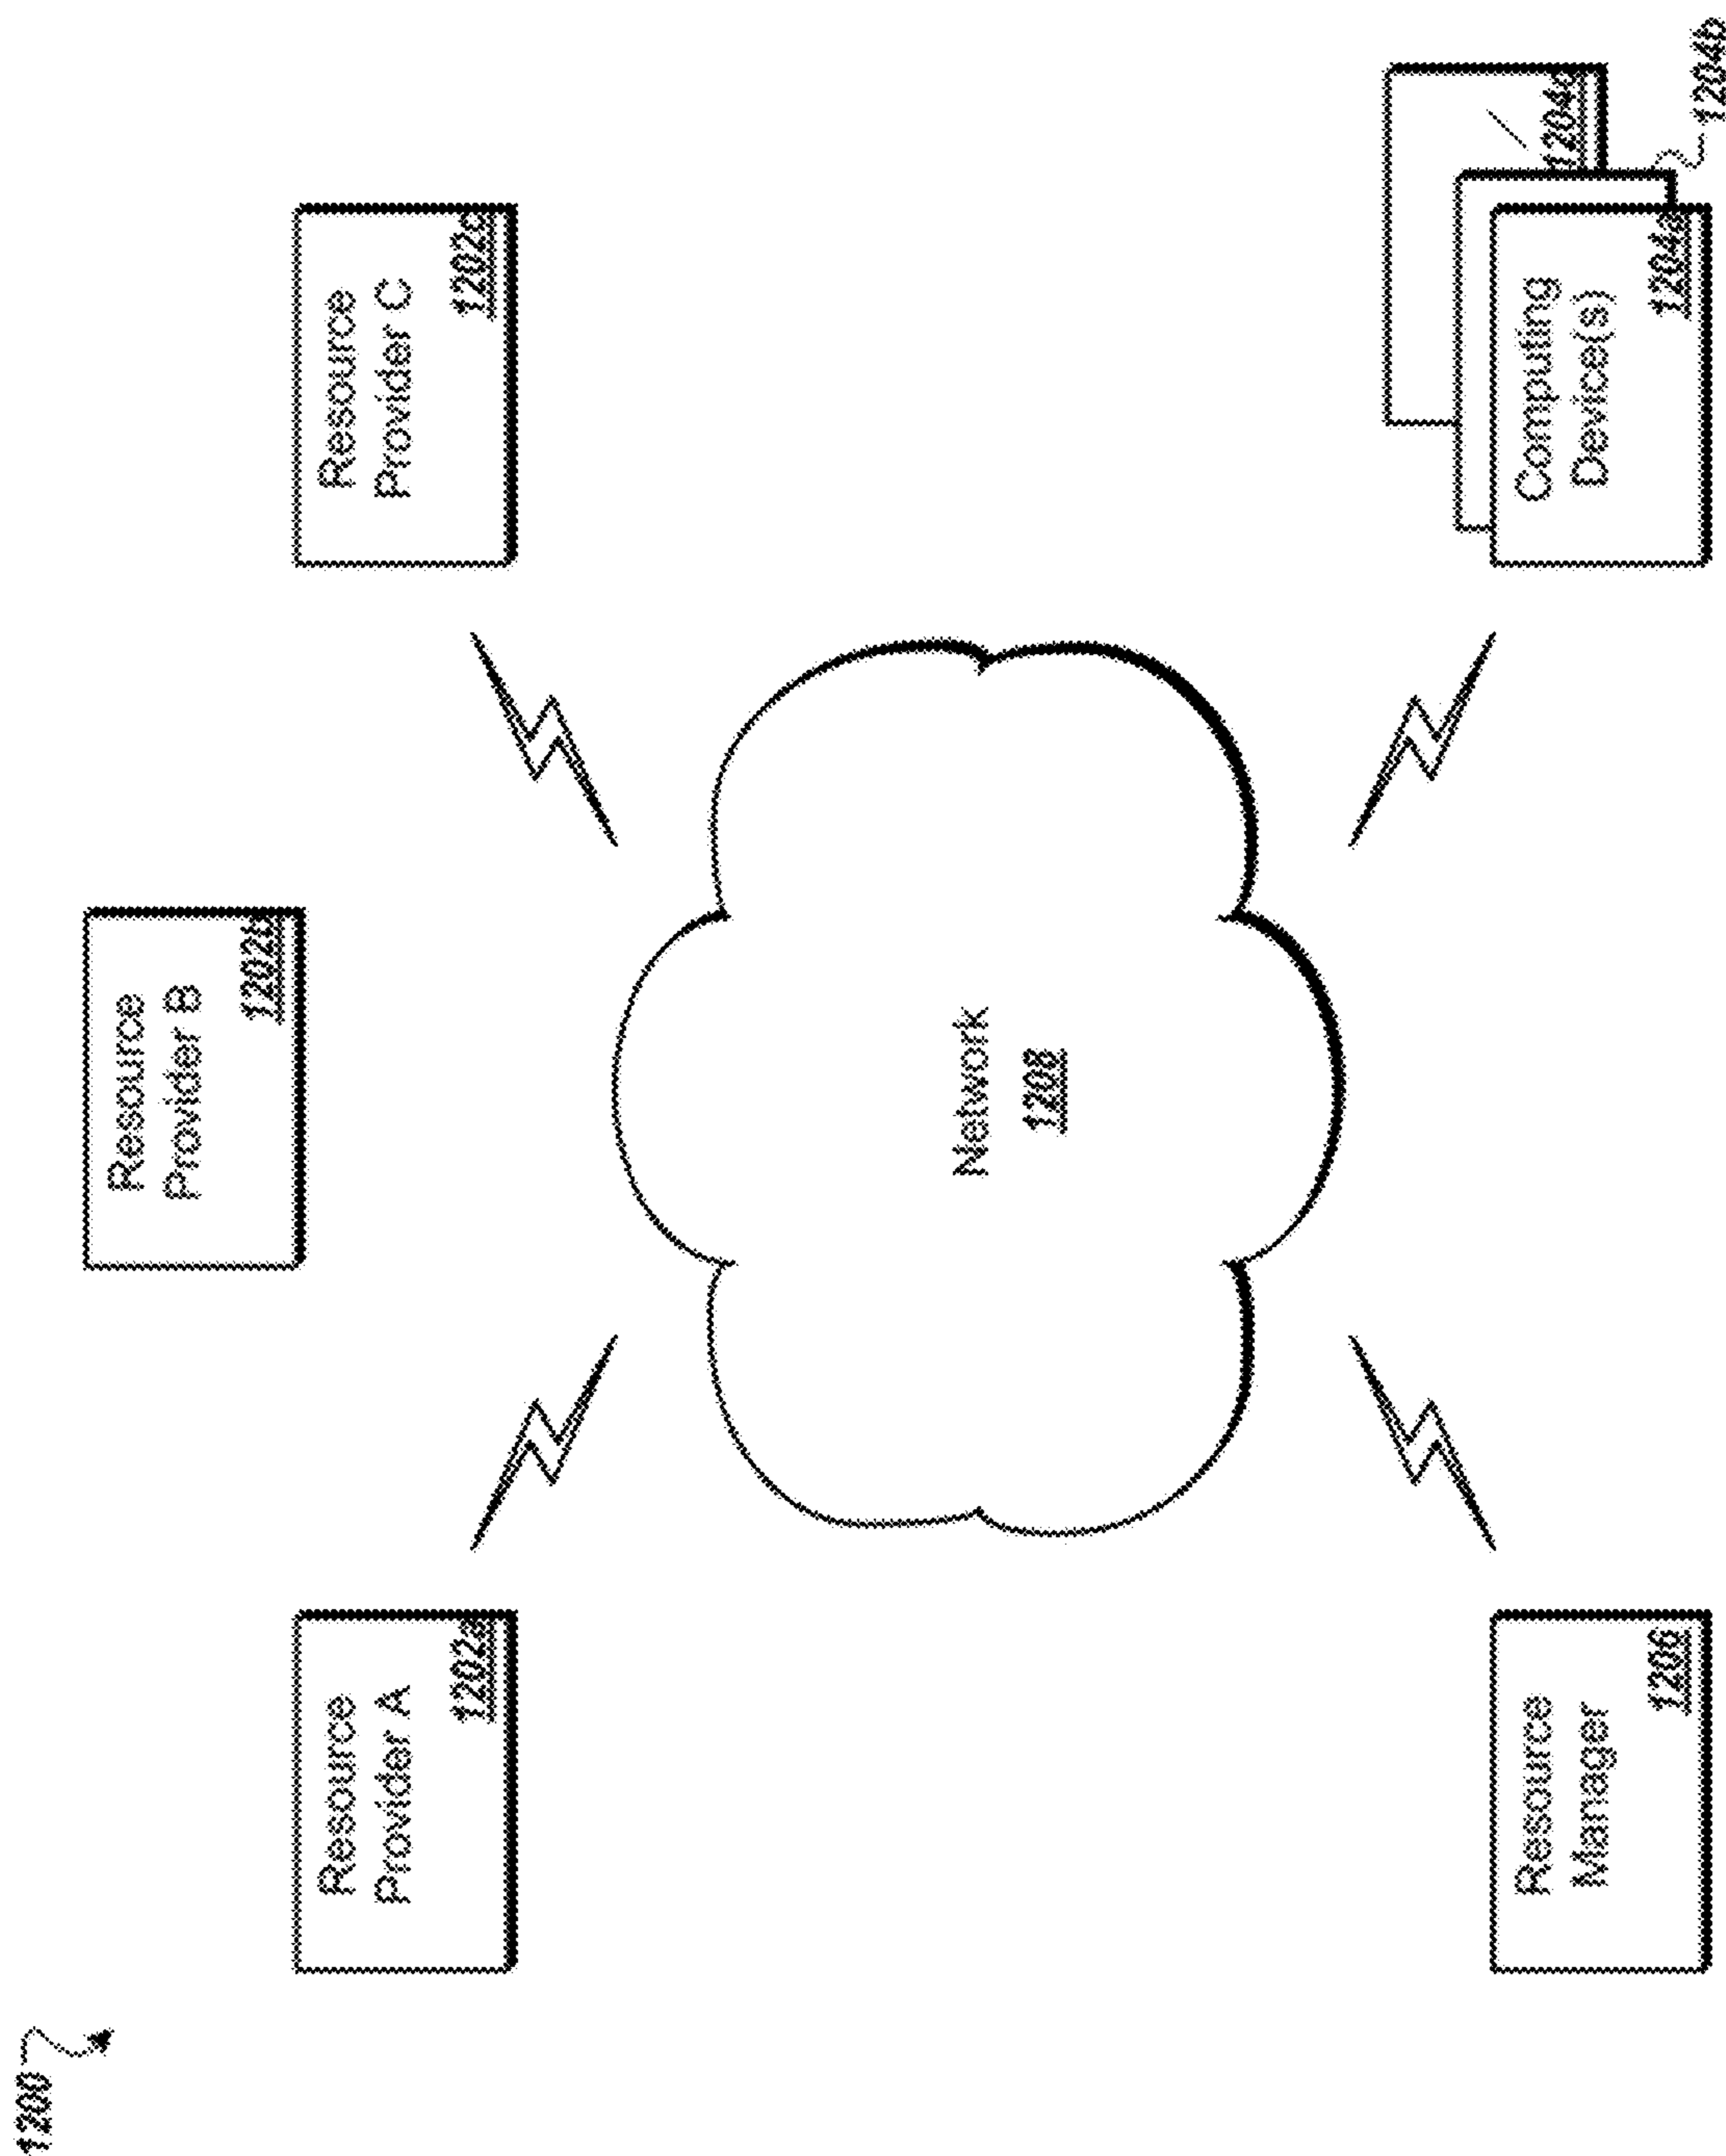 1200
Resource
Provider B
1202b
Resource
Provider A
1202a
Resource
Provider C
1202c
Network
1208
Resource
Manager
1206
Computing
Device(s)
1204a
1204b